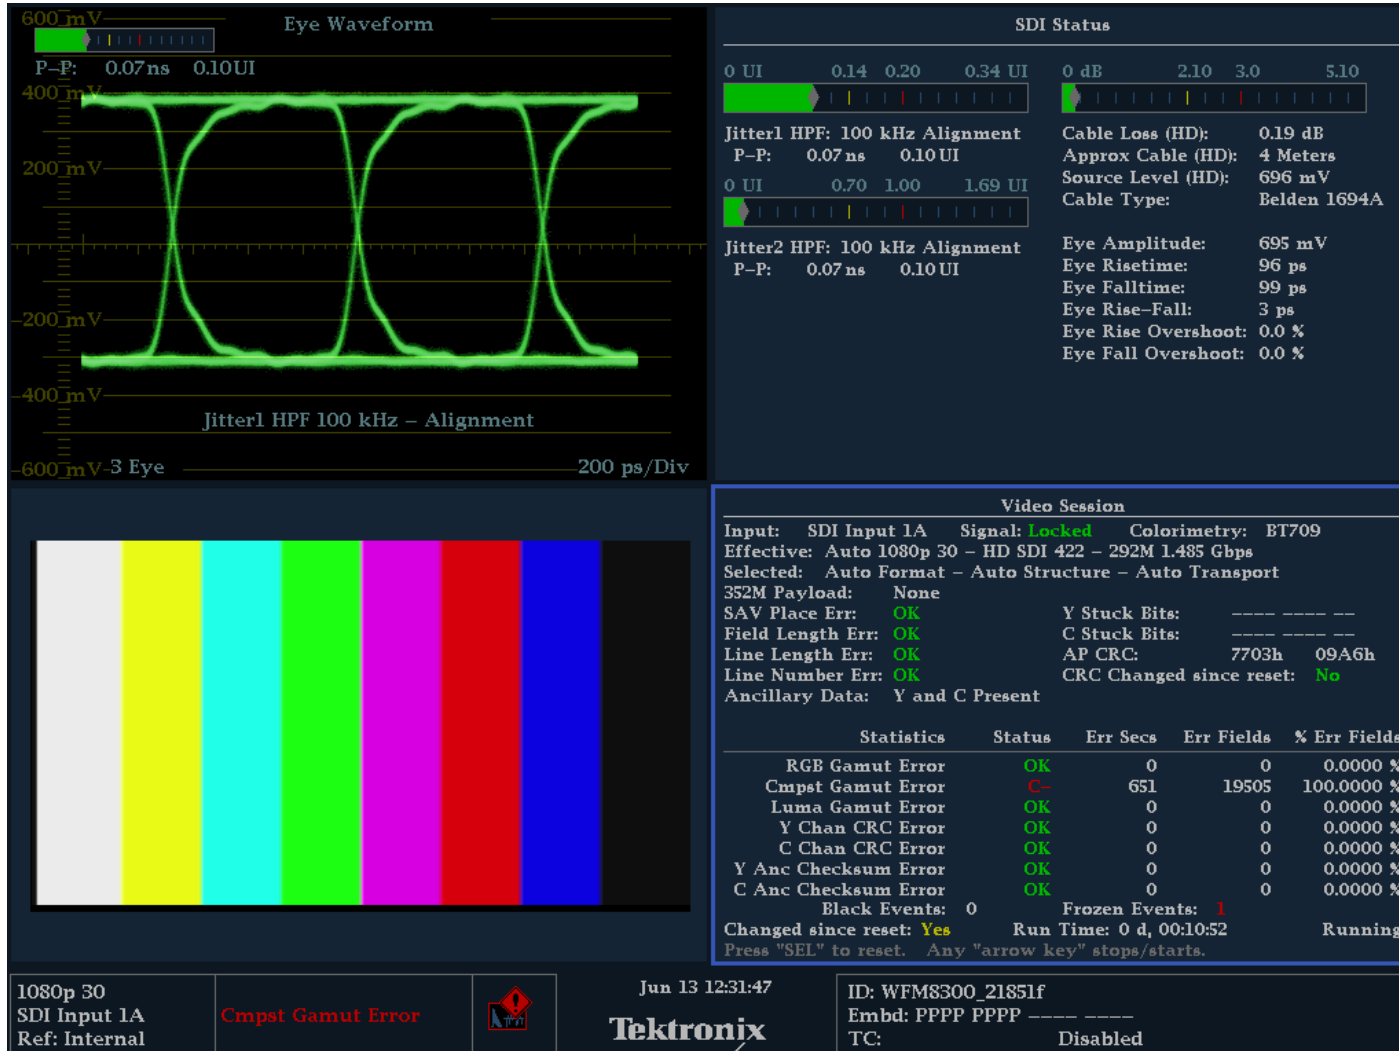 Eye Waveform
600 mV
P-P: 0.07 ns 0.10 UI
400 mV
200 mV
-200 mV
-400 mV
Jitter1 HPF 100 kHz - Alignment
-600 mV
3 Eye
200 ps/Div
SDI Status
0 UI 0.14 0.20 0.34 UI
Jitter1 HPF: 100 kHz Alignment
P-P: 0.07 ns 0.10 UI
0 UI 0.70 1.00 1.69 UI
Jitter2 HPF: 100 kHz Alignment
P-P: 0.07 ns 0.10 UI
0 dB 2.10 3.0 5.10
Cable Loss (HD): 0.19 dB
Approx Cable (HD): 4 Meters
Source Level (HD): 696 mV
Cable Type: Belden 1694A
Eye Amplitude: 695 mV
Eye Risetime: 96 ps
Eye Falltime: 99 ps
Eye Rise-Fall: 3 ps
Eye Rise Overshoot: 0.0 %
Eye Fall Overshoot: 0.0 %
Video Session
Input: SDI Input 1A Signal: Locked Colorimetry: BT709
Effective: Auto 1080p 30 - HD SDI 422 - 292M 1.485 Gbps
Selected: Auto Format - Auto Structure - Auto Transport
352M Payload: None
SAV Place Err: OK Y Stuck Bits: ---- ---- --
Field Length Err: OK C Stuck Bits: ---- ---- --
Line Length Err: OK AP CRC: 7703h 09A6h
Line Number Err: OK CRC Changed since reset: No
Ancillary Data: Y and C Present
Statistics Status Err Secs Err Fields % Err Fields
RGB Gamut Error OK 0 0 0.0000 %
Cmpst Gamut Error C- 651 19505 100.0000 %
Luma Gamut Error OK 0 0 0.0000 %
Y Chan CRC Error OK 0 0 0.0000 %
C Chan CRC Error OK 0 0 0.0000 %
Y Anc Checksum Error OK 0 0 0.0000 %
C Anc Checksum Error OK 0 0 0.0000 %
Black Events: 0 Frozen Events: 1
Changed since reset: Yes Run Time: 0 d, 00:10:52 Running
Press "SEL" to reset. Any "arrow key" stops/starts.
1080p 30
SDI Input 1A
Ref: Internal
Cmpst Gamut Error
Jun 13 12:31:47
Tektronix
ID: WFM8300_21851f
Embd: PPPP PPPP ---- ----
TC: Disabled